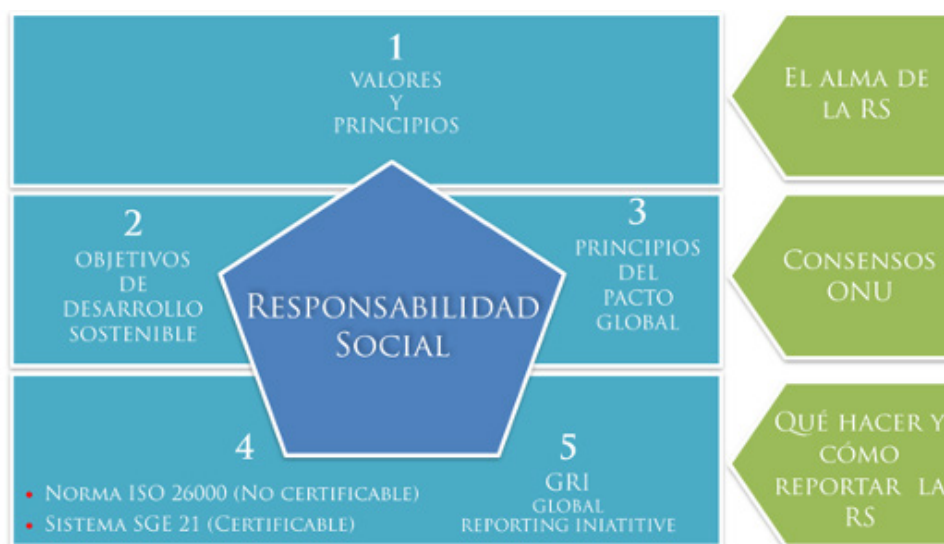 1
VALORES
Y
PRINCIPIOS
EL ALMA DE
LA RS
2
OBJETIVOS
DE
DESARROLLO
SOSTENIBLE
RESPONSABILIDAD
SOCIAL
3
PRINCIPIOS
DEL
PACTO
GLOBAL
CONSENSOS
ONU
4
• NORMA ISO 26000 (NO CERTIFICABLE)
• SISTEMA SGE 21 (CERTIFICABLE)
5
GRI
GLOBAL
REPORTING INIATITIVE
QUÉ HACER Y
CÓMO
REPORTAR LA
RS